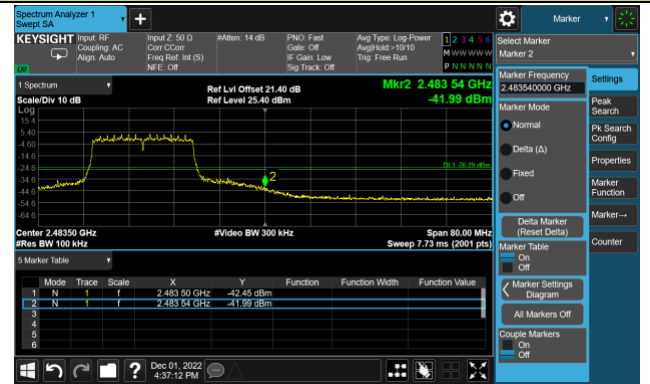 Spectrum Analyzer 1
Swept SA
Marker
KEYSIGHT
Input: RF
Coupling: AC
Align: Auto
Input Z: 50 Ω
Corr CCorr
Freq Ref: Int (S)
NFE: Off
#Atten: 14 dB
PNO: Fast
Gate: Off
IF Gain: Low
Sig Track: Off
Avg Type: Log-Power
Avg|Hold:>10/10
Trig: Free Run
1 2 3 4 5 6
M W W W W W
P N N N N N
Select Marker
Marker 2
1 Spectrum
Scale/Div 10 dB
Ref Lvl Offset 21.40 dB
Ref Level 25.40 dBm
Mkr2 2.483 54 GHz
-41.99 dBm
Log
15.4
5.40
-4.60
-14.6
-24.6
-34.6
-44.6
-54.6
-64.6
DL1 -26.29 dBm
2
Center 2.48350 GHz
#Res BW 100 kHz
#Video BW 300 kHz
Span 80.00 MHz
Sweep 7.73 ms (2001 pts)
5 Marker Table
Mode Trace Scale X Y Function Function Width Function Value
1 N 1 f 2.483 50 GHz -42.45 dBm
2 N 1 f 2.483 54 GHz -41.99 dBm
3
4
5
6
Marker Frequency
2.483540000 GHz
Marker Mode
Normal
Delta (Δ)
Fixed
Off
Delta Marker
(Reset Delta)
Marker Table
On
Off
Marker Settings
Diagram
All Markers Off
Couple Markers
On
Off
Settings
Peak
Search
Pk Search
Config
Properties
Marker
Function
Marker→
Counter
Dec 01, 2022
4:37:12 PM